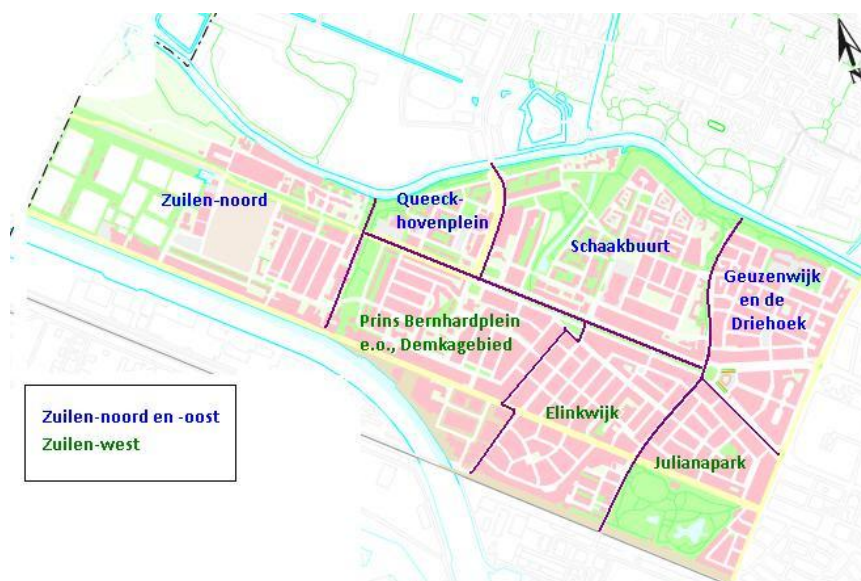 Zuilen-noord
Queeck-
hovenplein
Schaakbuurt
Geuzenwijk
en de
Driehoek
Prins Bernhardplein
e.o., Demkagebied
Elinkwijk
Julianapark
Zuilen-noord en -oost
Zuilen-west